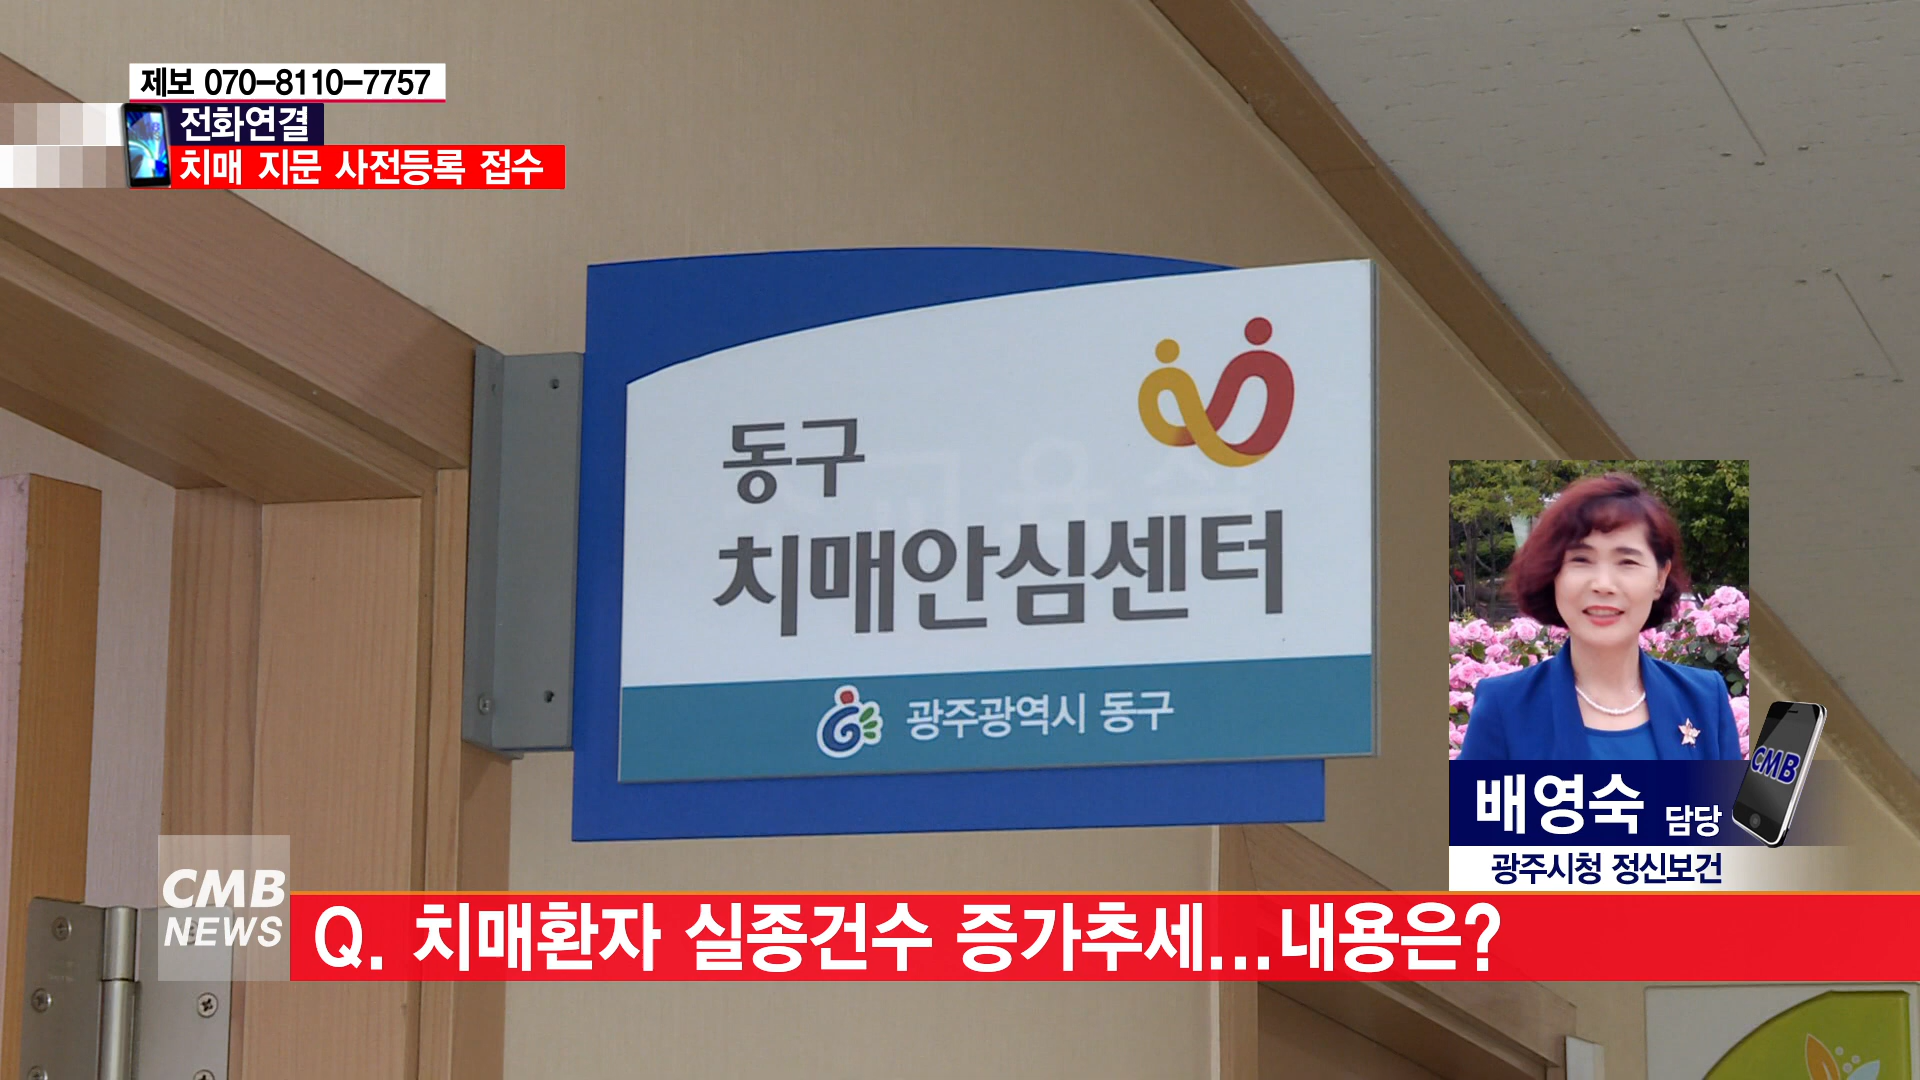 제보 070-8110-7757
전화연결
치매 지문 사전등록 접수
동구
치매안심센터
광주광역시 동구
CMB
배영숙 담당
광주시청 정신보건
CMB
NEWS
Q. 치매환자 실종건수 증가추세...내용은?